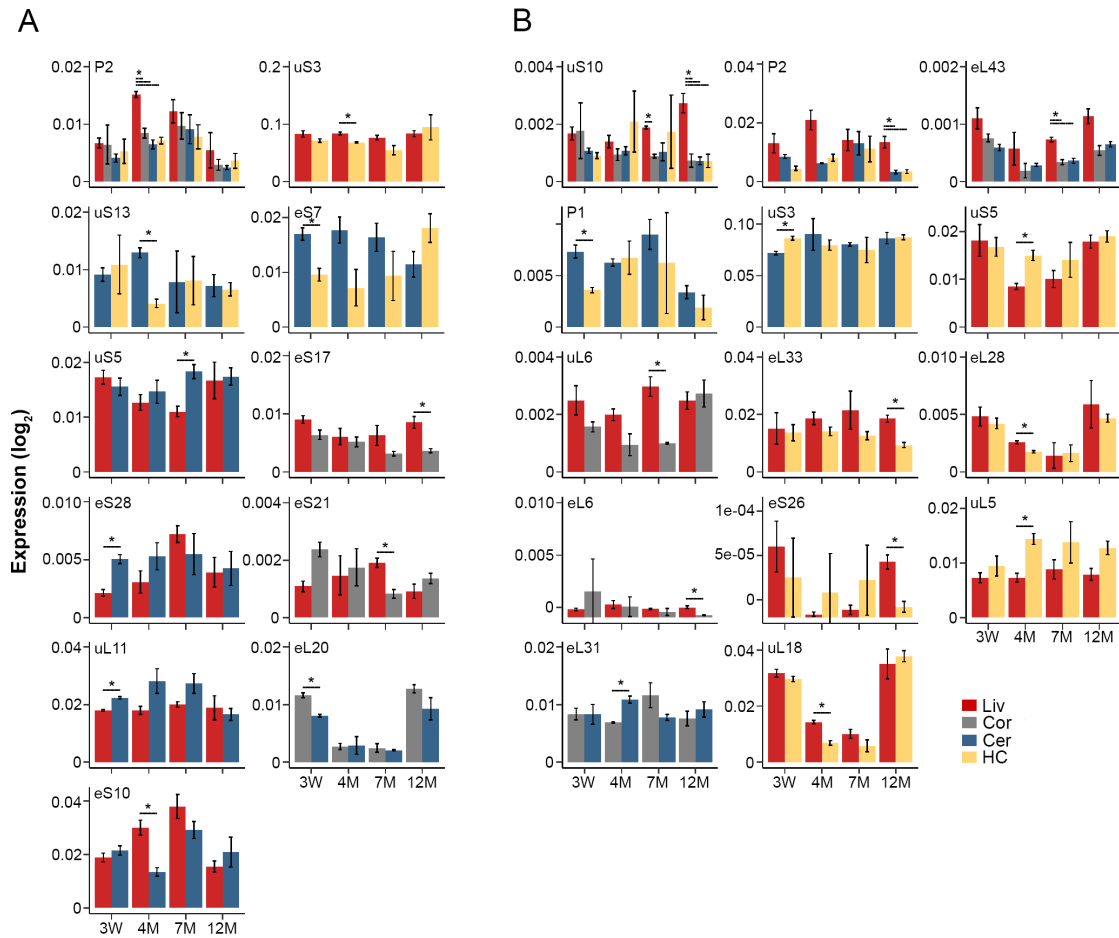 A
B
Expression (log2)
P2
0.02
0.01
0
*
uS3
0.2
0.1
0
*
uS13
0.02
0.01
0
*
eS7
0.02
0.01
0
*
uS5
0.02
0.01
0
*
eS17
0.02
0.01
0
*
eS28
0.010
0.005
0
*
eS21
0.004
0.002
0
*
uL11
0.04
0.02
0
*
eL20
0.02
0.01
0
*
3W 4M 7M 12M
eS10
0.04
0.02
0
*
3W 4M 7M 12M
uS10
0.004
0.002
0
*
*
P2
0.04
0.02
0
*
eL43
0.002
0.001
0
*
P1
0.010
0.005
0
*
uS3
0.10
0.05
0
*
uS5
0.02
0.01
0
*
uL6
0.004
0.002
0
*
eL33
0.04
0.02
0
*
eL28
0.010
0.005
0
*
eL6
0.010
0.005
0
*
eS26
1e-04
5e-05
0
*
uL5
0.02
0.01
0
*
3W 4M 7M 12M
eL31
0.02
0.01
0
*
3W 4M 7M 12M
uL18
0.04
0.02
0
*
3W 4M 7M 12M
Liv
Cor
Cer
HC